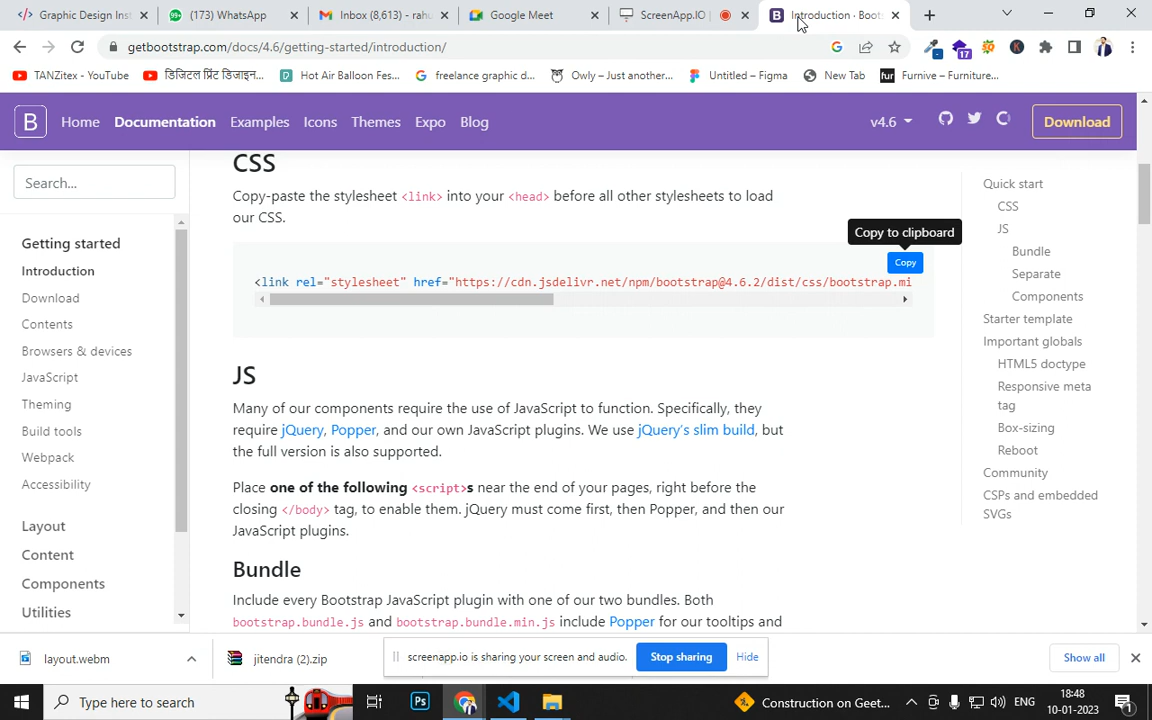 Graphic Design Inst
(173) WhatsApp
Inbox (8,613) - rahu
Google Meet
ScreenApp.IO
Introduction · Boots
getbootstrap.com/docs/4.6/getting-started/introduction/
17
TANZitex - YouTube
डिजिटल प्रिंट डिजाइन...
Hot Air Balloon Fes...
freelance graphic d...
Owly – Just another...
Untitled – Figma
New Tab
fur
Furnive – Furniture...
B
Home
Documentation
Examples
Icons
Themes
Expo
Blog
v4.6
Download
Search...
Getting started
Introduction
Download
Contents
Browsers & devices
JavaScript
Theming
Build tools
Webpack
Accessibility
Layout
Content
Components
Utilities
CSS
Copy-paste the stylesheet <link> into your <head> before all other stylesheets to load
our CSS.
Copy to clipboard
Copy
<link rel="stylesheet" href="https://cdn.jsdelivr.net/npm/bootstrap@4.6.2/dist/css/bootstrap.mi
JS
Many of our components require the use of JavaScript to function. Specifically, they
require jQuery, Popper, and our own JavaScript plugins. We use jQuery's slim build, but
the full version is also supported.
Place one of the following <script>s near the end of your pages, right before the
closing </body> tag, to enable them. jQuery must come first, then Popper, and then our
JavaScript plugins.
Bundle
Include every Bootstrap JavaScript plugin with one of our two bundles. Both
bootstrap.bundle.js and bootstrap.bundle.min.js include Popper for our tooltips and
Quick start
CSS
JS
Bundle
Separate
Components
Starter template
Important globals
HTML5 doctype
Responsive meta
tag
Box-sizing
Reboot
Community
CSPs and embedded
SVGs
layout.webm
jitendra (2).zip
screenapp.io is sharing your screen and audio.
Stop sharing
Hide
Show all
Type here to search
Ps
Construction on Geet...
ENG
18:48
10-01-2023
1